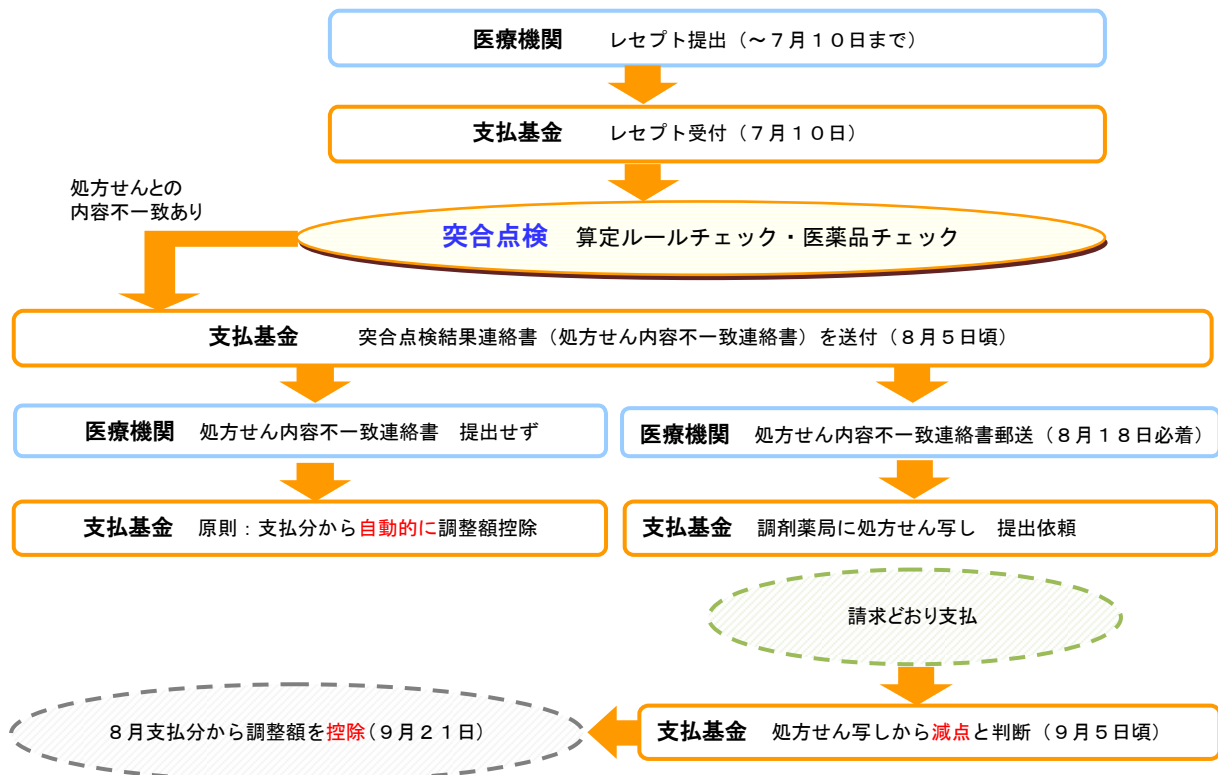 医療機関　レセプト提出（～７月１０日まで）
支払基金　レセプト受付（７月１０日）
処方せんとの
内容不一致あり
突合点検　算定ルールチェック・医薬品チェック
支払基金　突合点検結果連絡書（処方せん内容不一致連絡書）を送付（８月５日頃）
医療機関　処方せん内容不一致連絡書　提出せず
医療機関　処方せん内容不一致連絡書郵送（８月１８日必着）
支払基金　原則：支払分から自動的に調整額控除
支払基金　調剤薬局に処方せん写し　提出依頼
請求どおり支払
８月支払分から調整額を控除（９月２１日）
支払基金　処方せん写しから減点と判断（９月５日頃）